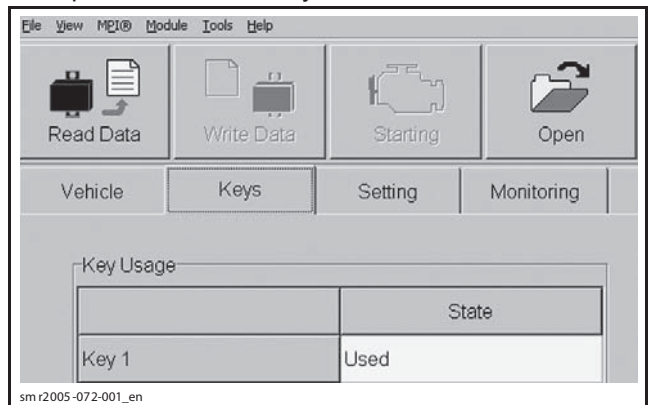 File View MPI® Module Tools Help
Read Data Write Data Starting Open
Vehicle Keys Setting Monitoring
Key Usage
State
Key 1 Used
smr2005-072-001_en